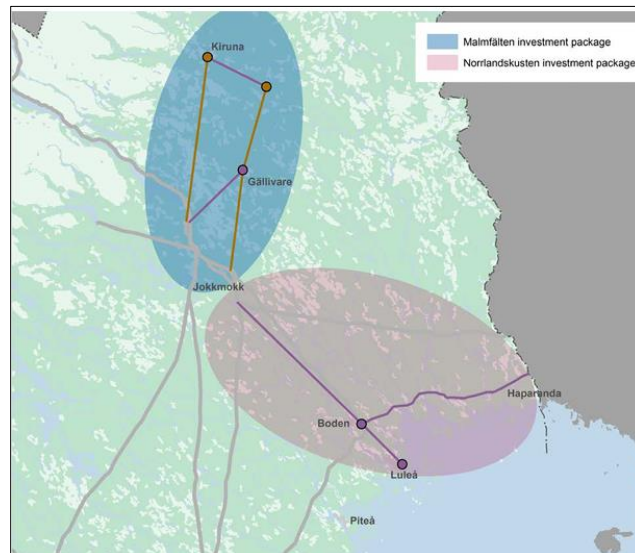 Malmfälten investment package
Norrlandskusten investment package
Kiruna
Gällivare
Jokkmokk
Haparanda
Boden
Luleå
Piteå